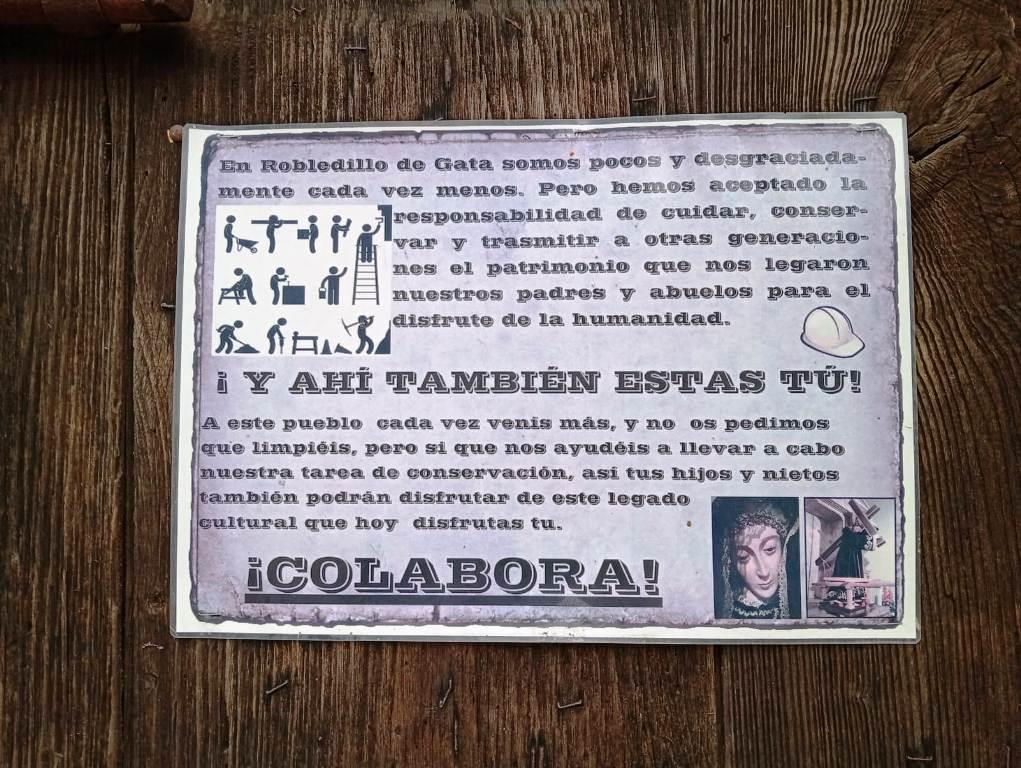 En Robledillo de Gata somos pocos y desgraciada-
mente cada vez menos. Pero hemos aceptado la
responsabilidad de cuidar, conser-
var y trasmitir a otras generacio-
nes el patrimonio que nos legaron
nuestros padres y abuelos para el
disfrute de la humanidad.
¡ Y AHÍ TAMBIÉN ESTAS TÚ!
A este pueblo cada vez venís más, y no os pedimos
que limpiéis, pero si que nos ayudéis a llevar a cabo
nuestra tarea de conservación, asi tus hijos y nietos
también podrán disfrutar de este legado
cultural que hoy disfrutas tu.
¡COLABORA!